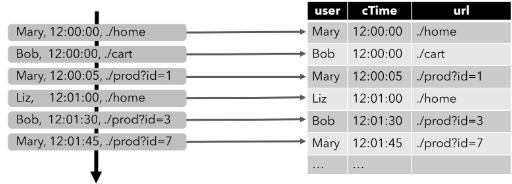 Mary, 12:00:00, ./home
Bob, 12:00:00, ./cart
Mary, 12:00:05, ./prod?id=1
Liz, 12:01:00, ./home
Bob, 12:01:30, ./prod?id=3
Mary, 12:01:45, ./prod?id=7
user cTime url
Mary 12:00:00 ./home
Bob 12:00:00 ./cart
Mary 12:00:05 ./prod?id=1
Liz 12:01:00 ./home
Bob 12:01:30 ./prod?id=3
Mary 12:01:45 ./prod?id=7
... ...